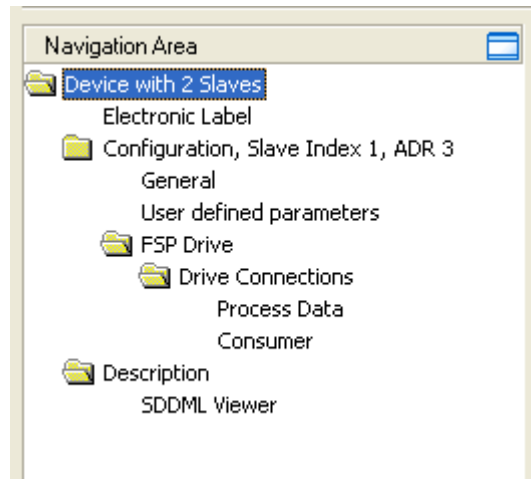 Navigation Area
Device with 2 Slaves
Electronic Label
Configuration, Slave Index 1, ADR 3
General
User defined parameters
FSP Drive
Drive Connections
Process Data
Consumer
Description
SDDML Viewer